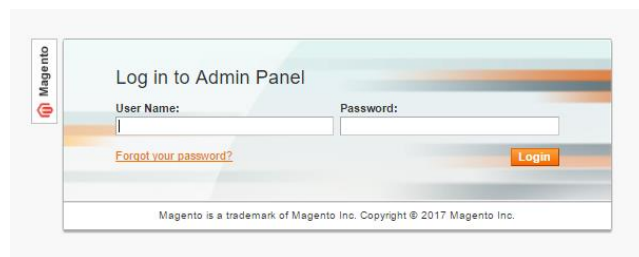 Magento
Log in to Admin Panel
User Name:
Password:
Forgot your password?
Login
Magento is a trademark of Magento Inc. Copyright © 2017 Magento Inc.